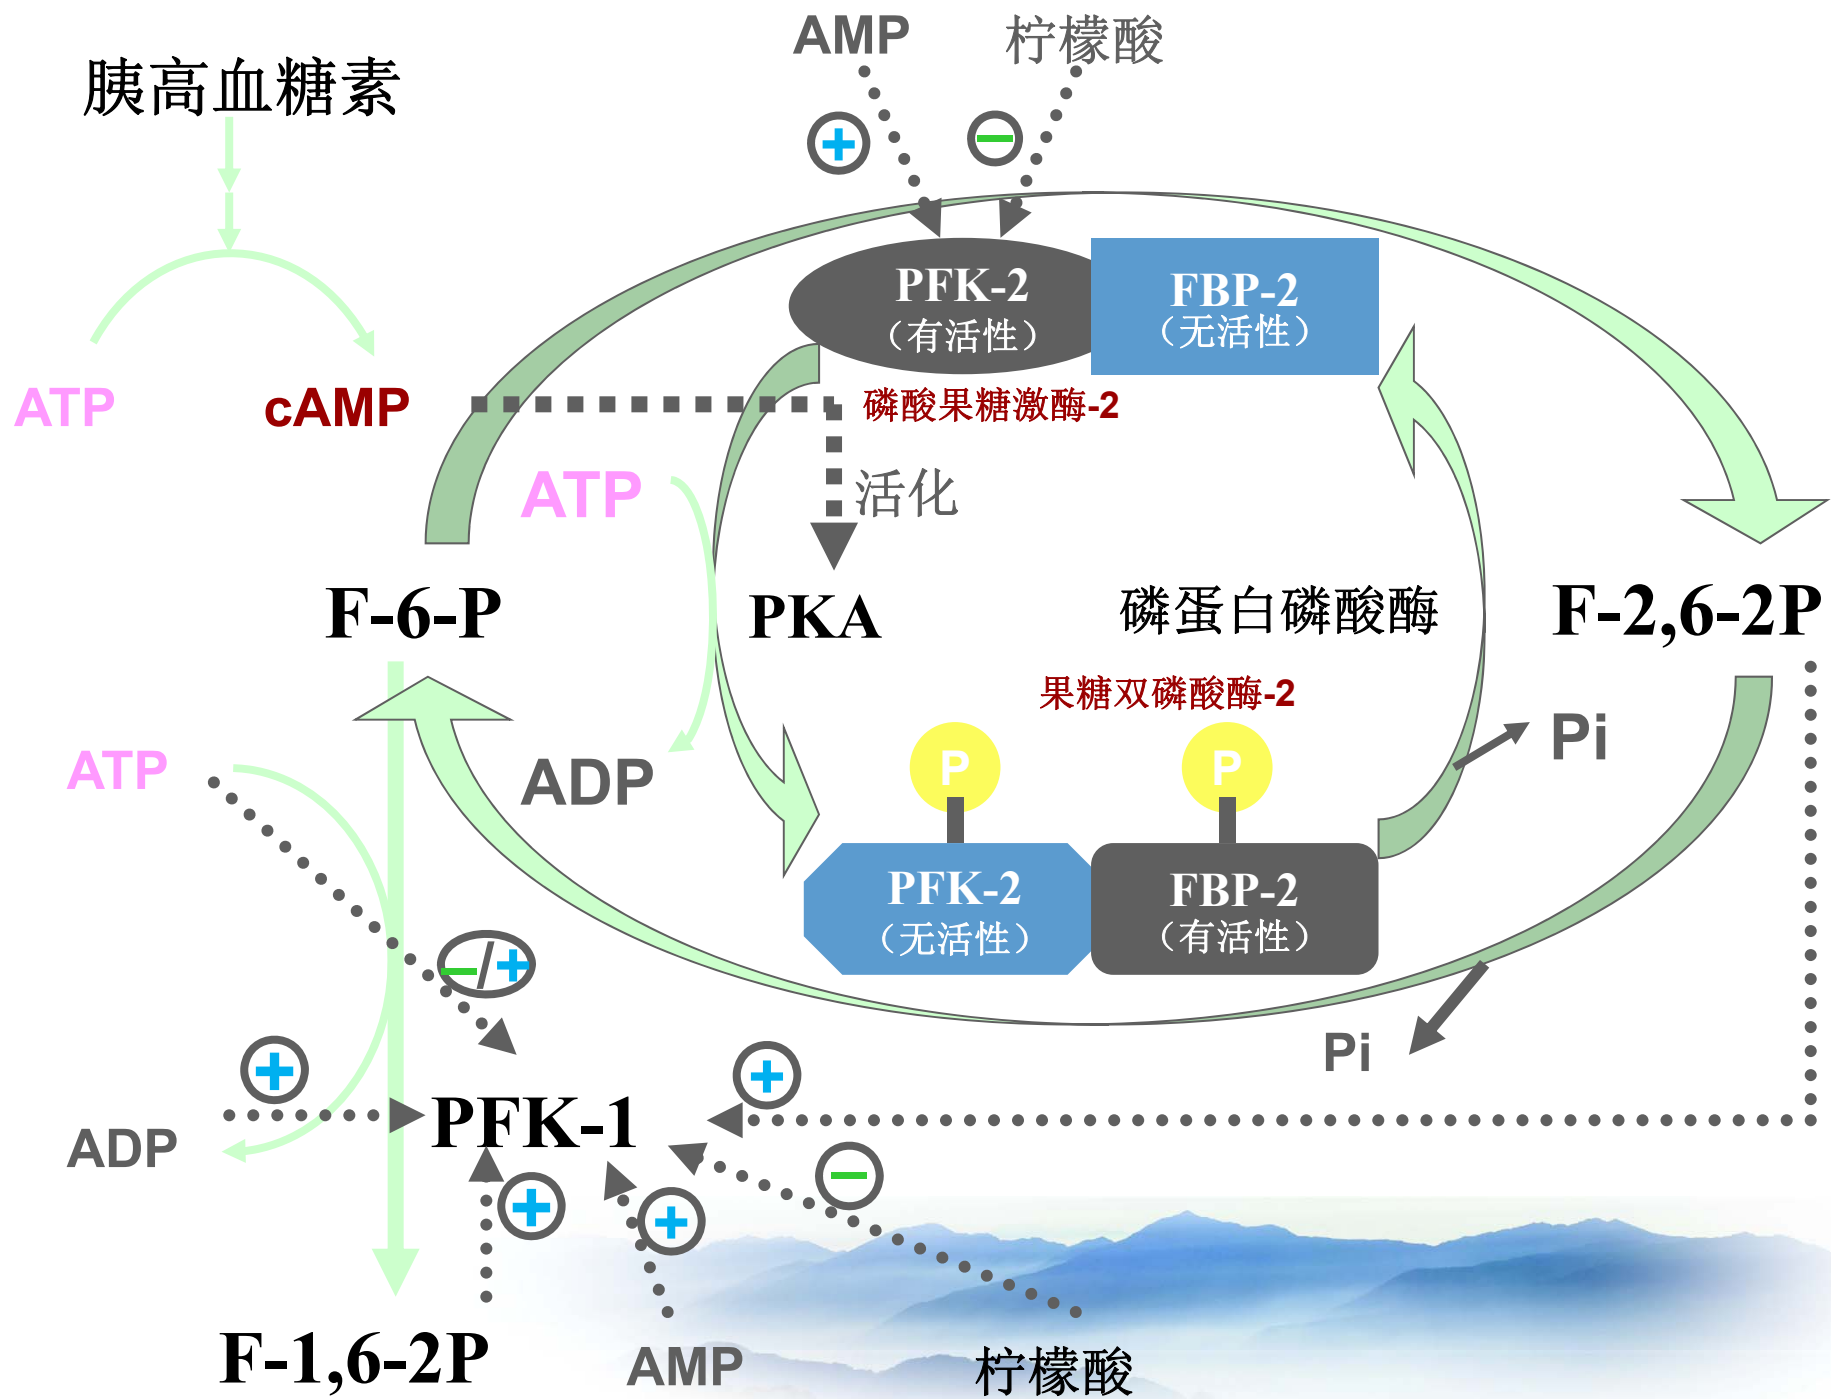 AMP
柠檬酸
胰高血糖素
+
−
PFK-2
（有活性）
FBP-2
（无活性）
ATP
cAMP
磷酸果糖激酶-2
ATP
活化
F-6-P
PKA
磷蛋白磷酸酶
F-2,6-2P
果糖双磷酸酶-2
ATP
ADP
P
P
Pi
PFK-2
（无活性）
FBP-2
（有活性）
−/+
Pi
+
+
ADP
PFK-1
+
+
−
F-1,6-2P
AMP
柠檬酸